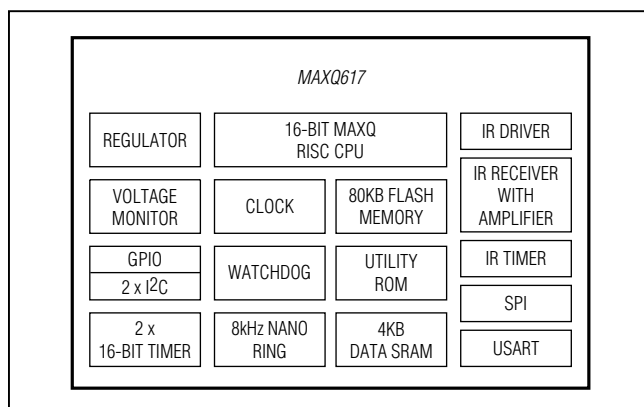 MAXQ617
REGULATOR
16-BIT MAXQ
RISC CPU
IR DRIVER
VOLTAGE
MONITOR
CLOCK
80KB FLASH
MEMORY
IR RECEIVER
WITH
AMPLIFIER
GPIO
2 x I2C
WATCHDOG
UTILITY
ROM
IR TIMER
SPI
2 x
16-BIT TIMER
8kHz NANO
RING
4KB
DATA SRAM
USART